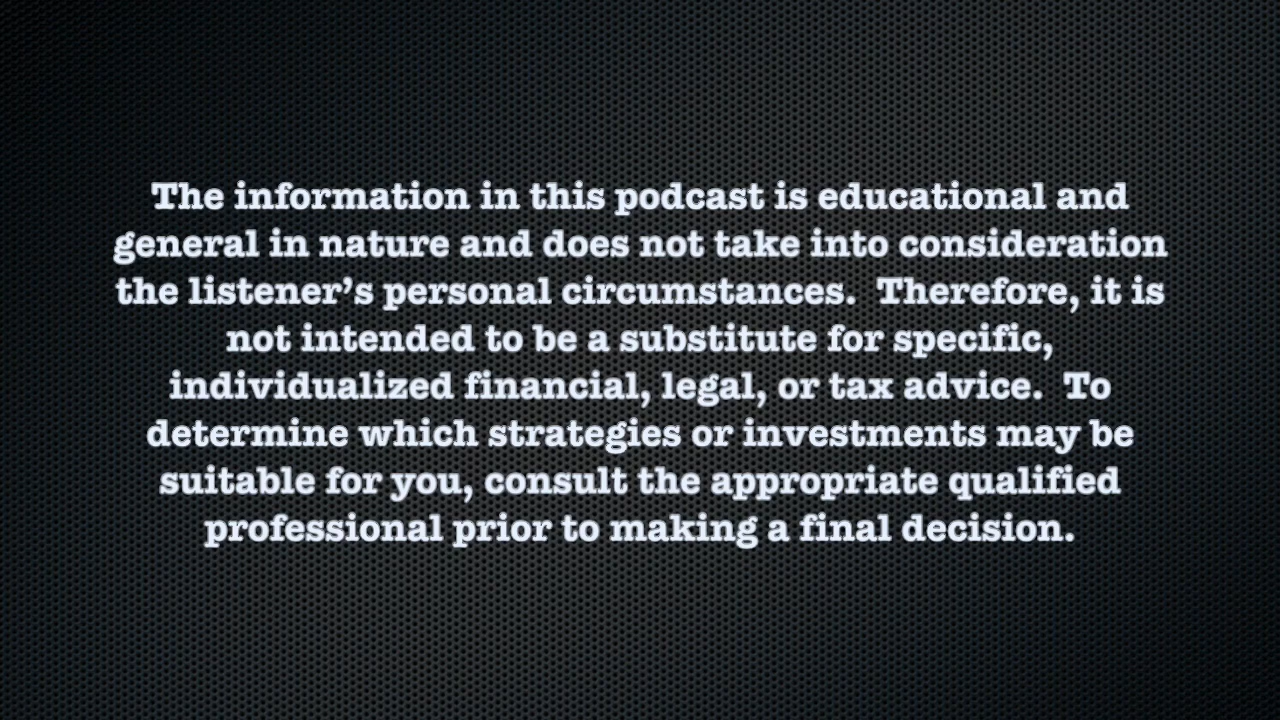 The information in this podcast is educational and
general in nature and does not take into consideration
the listener’s personal circumstances.  Therefore, it is
not intended to be a substitute for specific,
individualized financial, legal, or tax advice.  To
determine which strategies or investments may be
suitable for you, consult the appropriate qualified
professional prior to making a final decision.